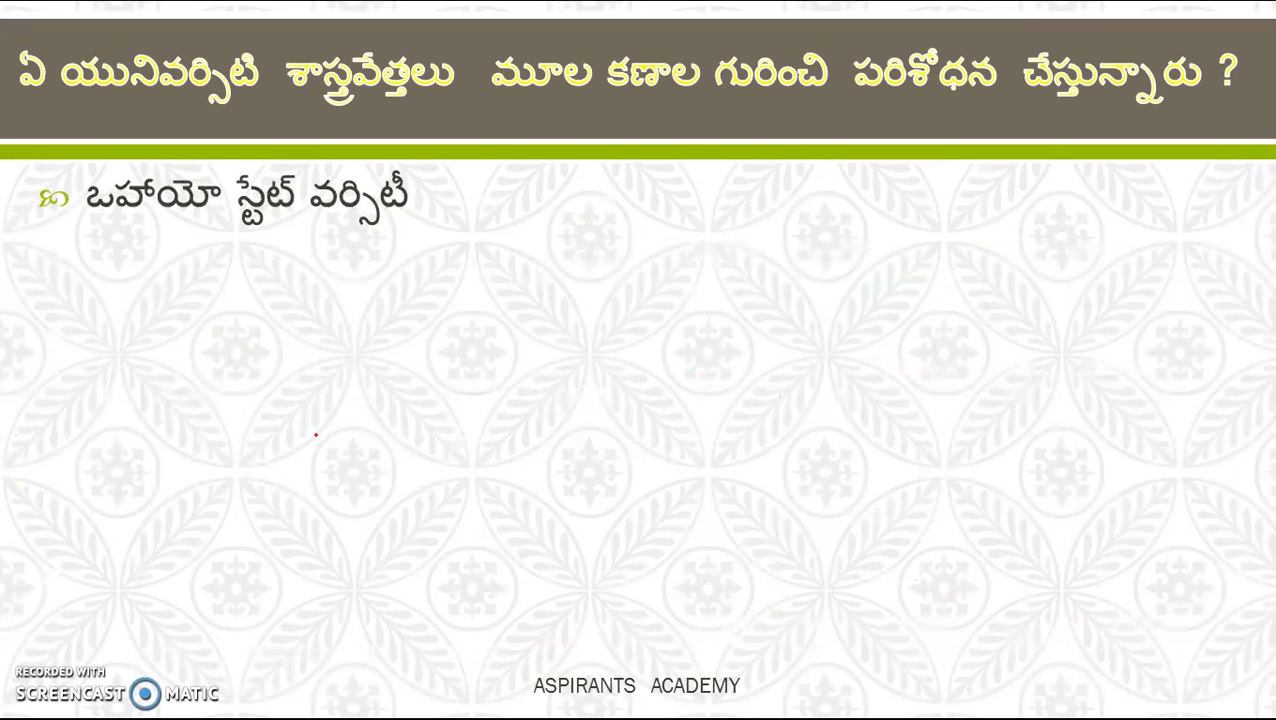 ఏ యునివర్సిటి శాస్త్రవేత్తలు మూల కణాల గురించి పరిశోధన చేస్తున్నారు ?
ఒహాయో స్టేట్ వర్సిటీ
RECORDED WITH
SCREENCAST MATIC
ASPIRANTS ACADEMY